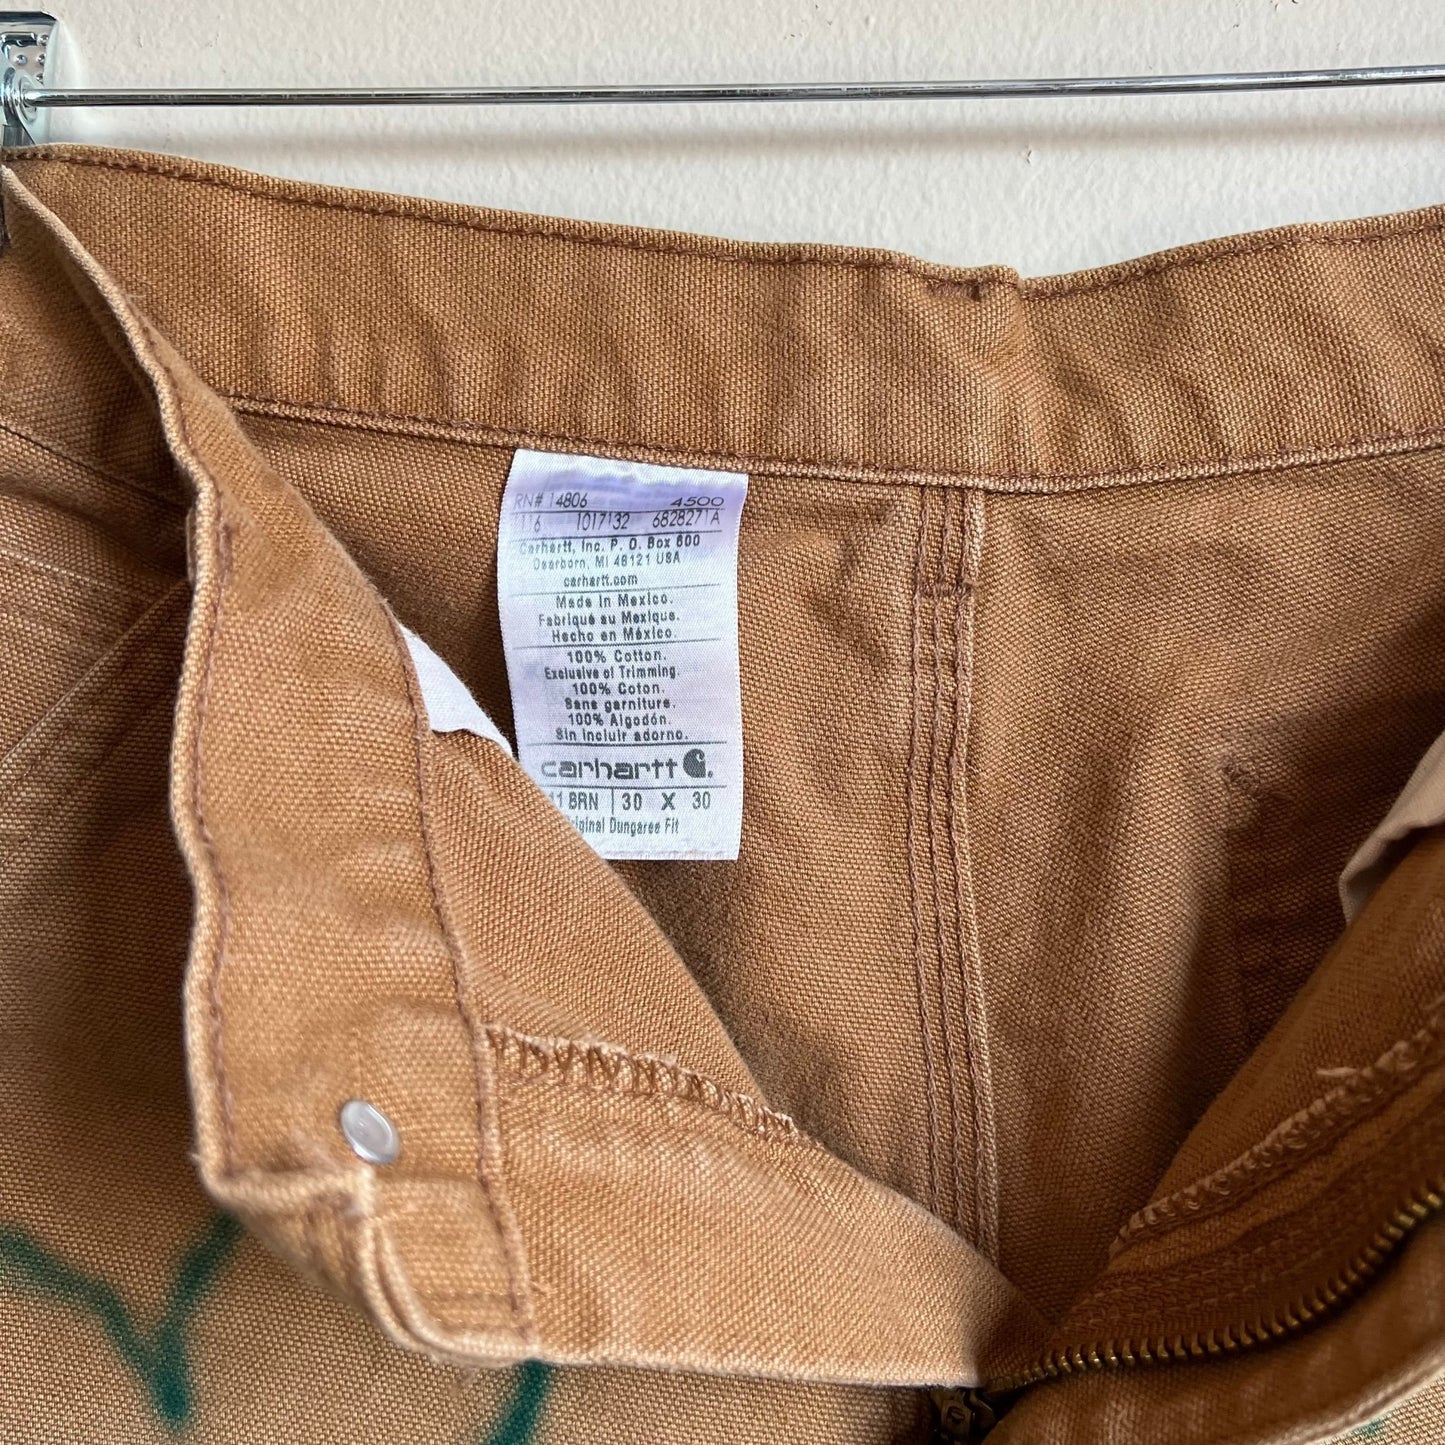 RN# 14806 4500
116 1017132 6828271A
Carhartt, Inc. P. O. Box 600
Dearborn, MI 48121 USA
carhartt.com
Made in Mexico.
Fabriqué au Mexique.
Hecho en México.
100% Cotton.
Exclusive of Trimming.
100% Coton.
Sans garniture.
100% Algodón.
Sin incluir adorno.
carhartt
BRN 30 X 30
Dungaree Fit